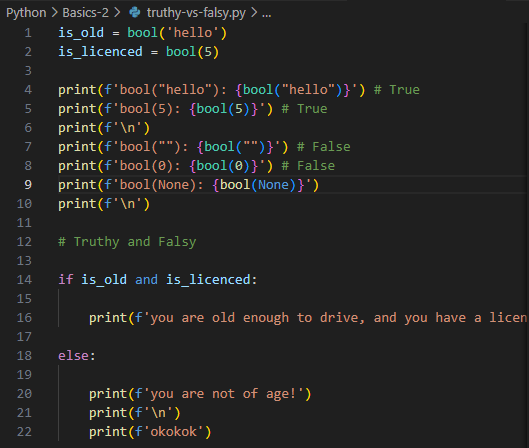 Python > Basics-2 > truthy-vs-falsy.py > ...
1 is_old = bool('hello')
2 is_licenced = bool(5)
3
4 print(f'bool("hello"): {bool("hello")}') # True
5 print(f'bool(5): {bool(5)}') # True
6 print(f'\n')
7 print(f'bool(""): {bool("")}') # False
8 print(f'bool(0): {bool(0)}') # False
9 print(f'bool(None): {bool(None)}')
10 print(f'\n')
11
12 # Truthy and Falsy
13
14 if is_old and is_licenced:
15
16     print(f'you are old enough to drive, and you have a licen
17
18 else:
19
20     print(f'you are not of age!')
21     print(f'\n')
22     print(f'okokok')